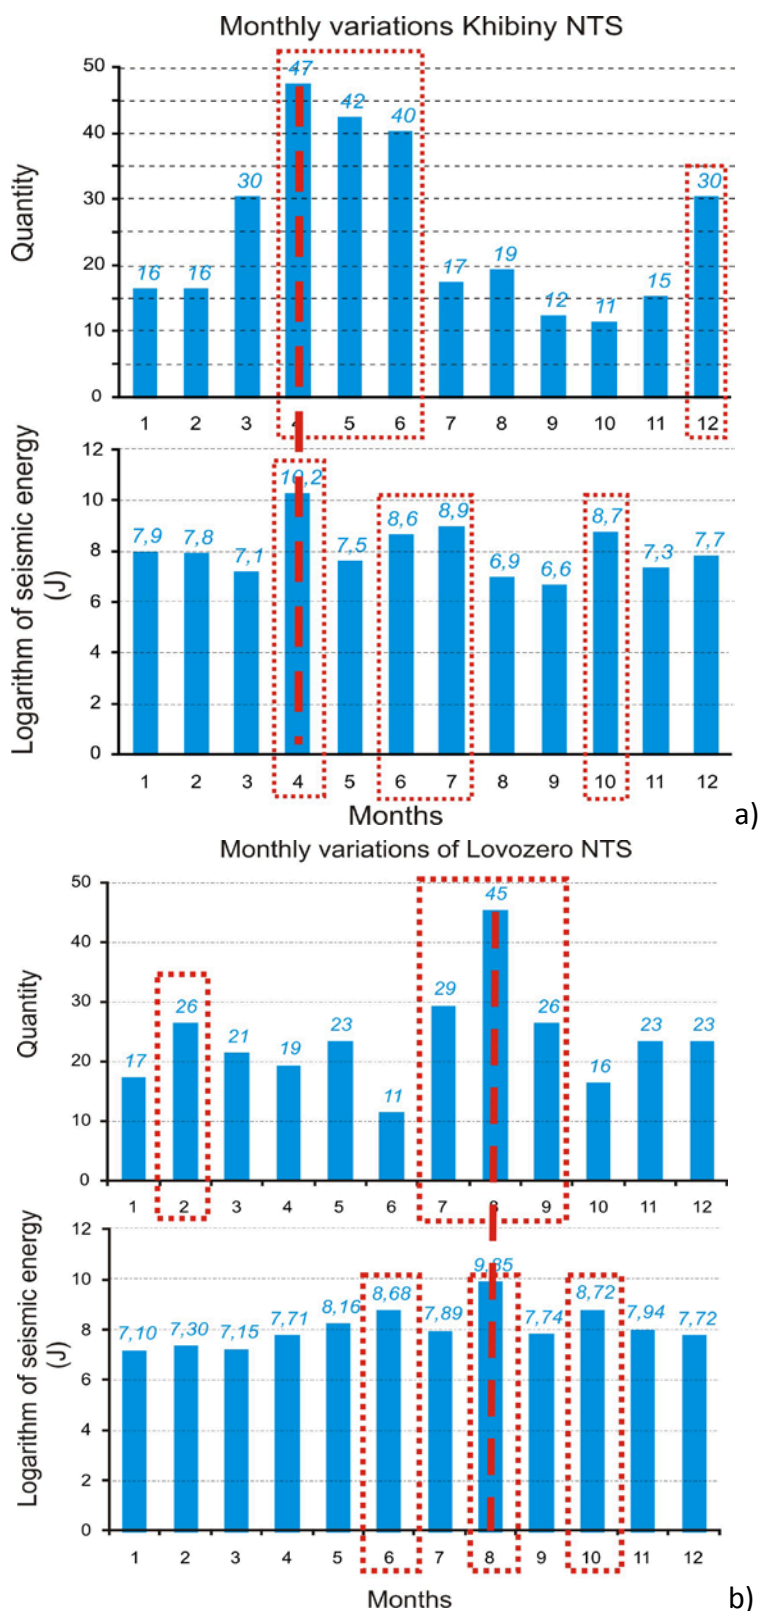 Monthly variations Khibiny NTS
Quantity
50
40
30
20
10
0
16 16 30 47 42 40 17 19 12 11 15 30
1 2 3 4 5 6 7 8 9 10 11 12
Logarithm of seismic energy
(J)
12
10
8
6
4
2
0
7,9 7,8 7,1 10,2 7,5 8,6 8,9 6,9 6,6 8,7 7,3 7,7
1 2 3 4 5 6 7 8 9 10 11 12
Months
a)
Monthly variations of Lovozero NTS
Quantity
50
40
30
20
10
0
17 26 21 19 23 11 29 45 26 16 23 23
1 2 3 4 5 6 7 8 9 10 11 12
Logarithm of seismic energy
(J)
12
10
8
6
4
2
0
7,10 7,30 7,15 7,71 8,16 8,68 7,89 9,85 7,74 8,72 7,94 7,72
1 2 3 4 5 6 7 8 9 10 11 12
Months
b)